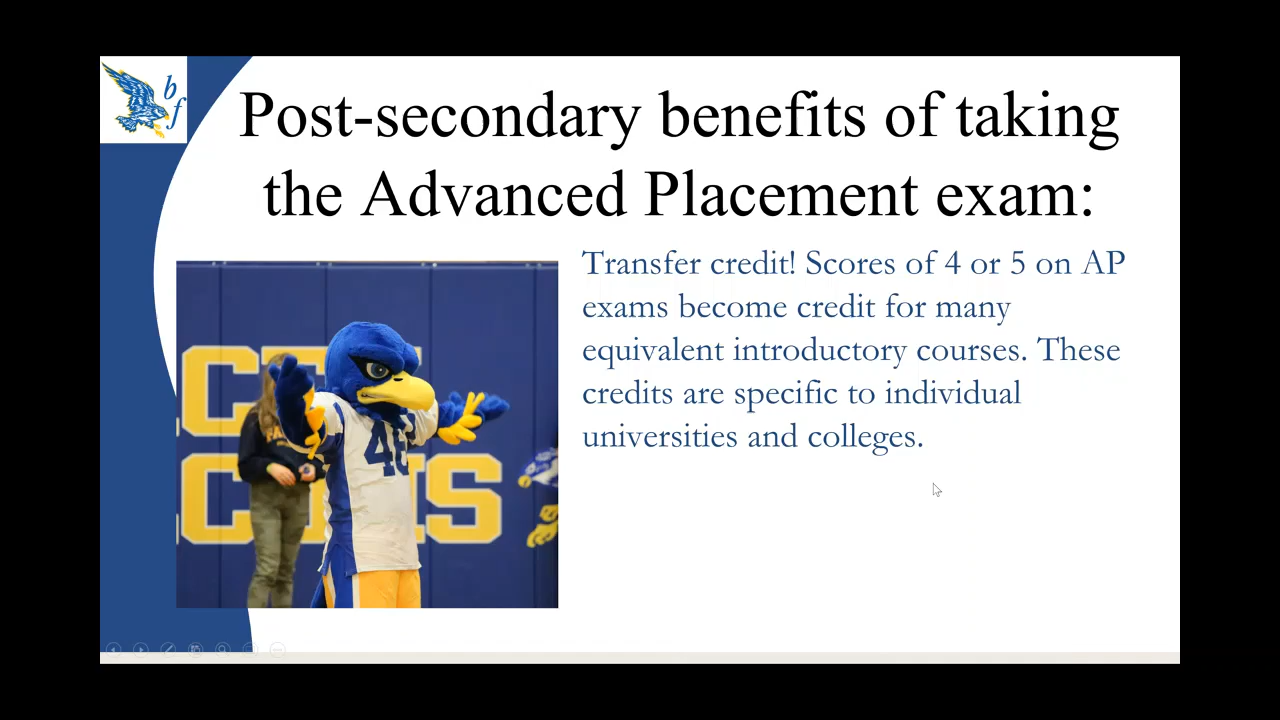 b
f
Post-secondary benefits of taking
the Advanced Placement exam:
Transfer credit! Scores of 4 or 5 on AP
exams become credit for many
equivalent introductory courses. These
credits are specific to individual
universities and colleges.